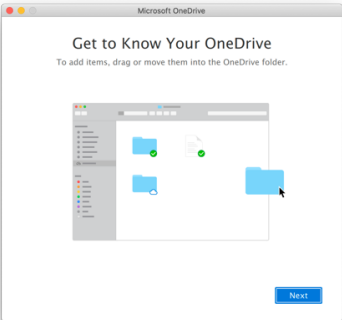 Microsoft OneDrive
Get to Know Your OneDrive
To add items, drag or move them into the OneDrive folder.
Next